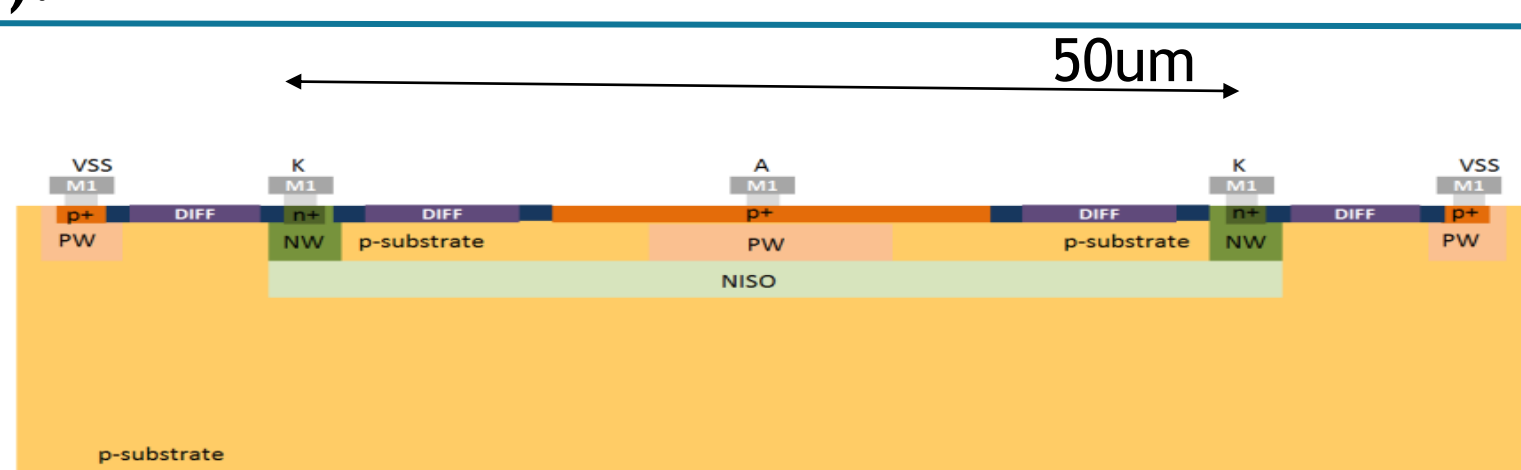 ).
50um
VSS K A K VSS
M1 M1 M1 M1 M1
p+ DIFF n+ DIFF p+ DIFF n+ DIFF p+
PW NW p-substrate PW p-substrate NW PW
NISO
p-substrate